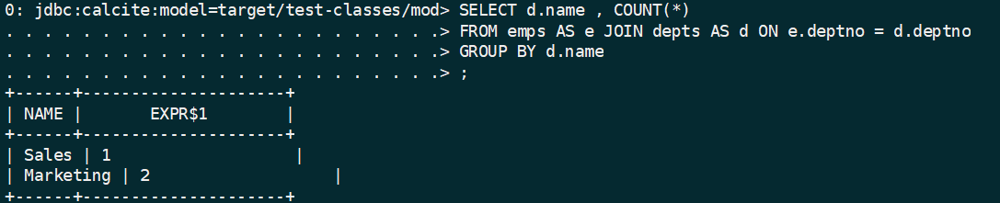 0: jdbc:calcite:model=target/test-classes/mod> SELECT d.name , COUNT(*)
. . . . . . . . . . . . . . . . . . . . . . .> FROM emps AS e JOIN depts AS d ON e.deptno = d.deptno
. . . . . . . . . . . . . . . . . . . . . . .> GROUP BY d.name
. . . . . . . . . . . . . . . . . . . . . . .> ;
+------+---------------------+
| NAME |       EXPR$1        |
+------+---------------------+
| Sales | 1                   |
| Marketing | 2                   |
+------+---------------------+